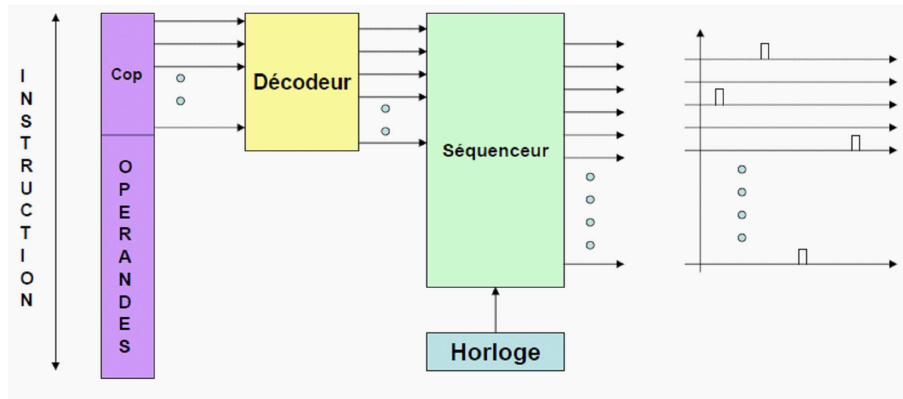 INSTRUCTION
Cop
OPERANDES
Décodeur
Séquenceur
Horloge